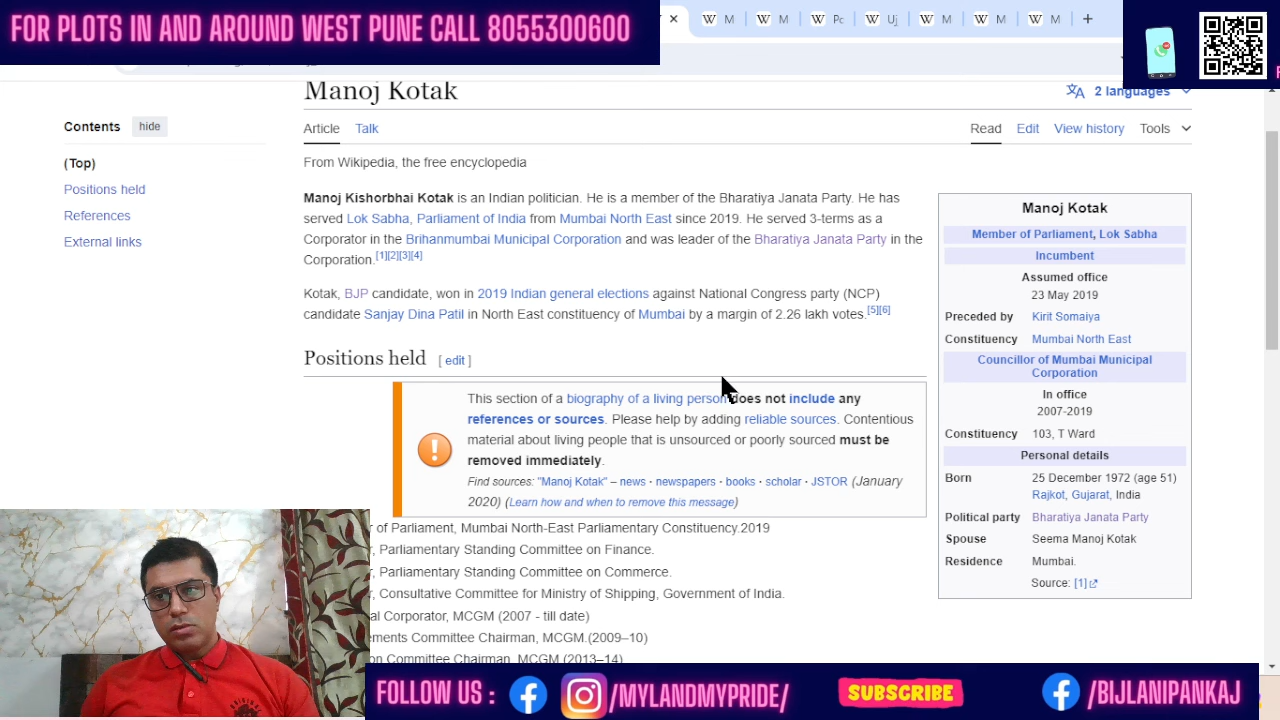 FOR PLOTS IN AND AROUND WEST PUNE CALL 8055300600
W Pc W Uj W M W M W M
Manoj Kotak
2 languages
Contents hide
Article Talk
Read Edit View history Tools
(Top)
Positions held
References
External links
From Wikipedia, the free encyclopedia
Manoj Kishorbhai Kotak is an Indian politician. He is a member of the Bharatiya Janata Party. He has
served Lok Sabha, Parliament of India from Mumbai North East since 2019. He served 3-terms as a
Corporator in the Brihanmumbai Municipal Corporation and was leader of the Bharatiya Janata Party in the
Corporation.[1][2][3][4]
Kotak, BJP candidate, won in 2019 Indian general elections against National Congress party (NCP)
candidate Sanjay Dina Patil in North East constituency of Mumbai by a margin of 2.26 lakh votes.[5][6]
Positions held [ edit ]
This section of a biography of a living person does not include any
references or sources. Please help by adding reliable sources. Contentious
material about living people that is unsourced or poorly sourced must be
removed immediately.
Find sources: "Manoj Kotak" – news · newspapers · books · scholar · JSTOR (January
2020) (Learn how and when to remove this message)
r of Parliament, Mumbai North-East Parliamentary Constituency.2019
r, Parliamentary Standing Committee on Finance.
r, Parliamentary Standing Committee on Commerce.
r, Consultative Committee for Ministry of Shipping, Government of India.
al Corporator, MCGM (2007 - till date)
ements Committee Chairman, MCGM.(2009–10)
on Committee Chairman, MCGM (2013–14)
Manoj Kotak
Member of Parliament, Lok Sabha
Incumbent
Assumed office
23 May 2019
Preceded by Kirit Somaiya
Constituency Mumbai North East
Councillor of Mumbai Municipal
Corporation
In office
2007-2019
Constituency 103, T Ward
Personal details
Born 25 December 1972 (age 51)
Rajkot, Gujarat, India
Political party Bharatiya Janata Party
Spouse Seema Manoj Kotak
Residence Mumbai.
Source: [1]
FOLLOW US : /MYLANDMYPRIDE/ SUBSCRIBE /BIJLANIPANKAJ